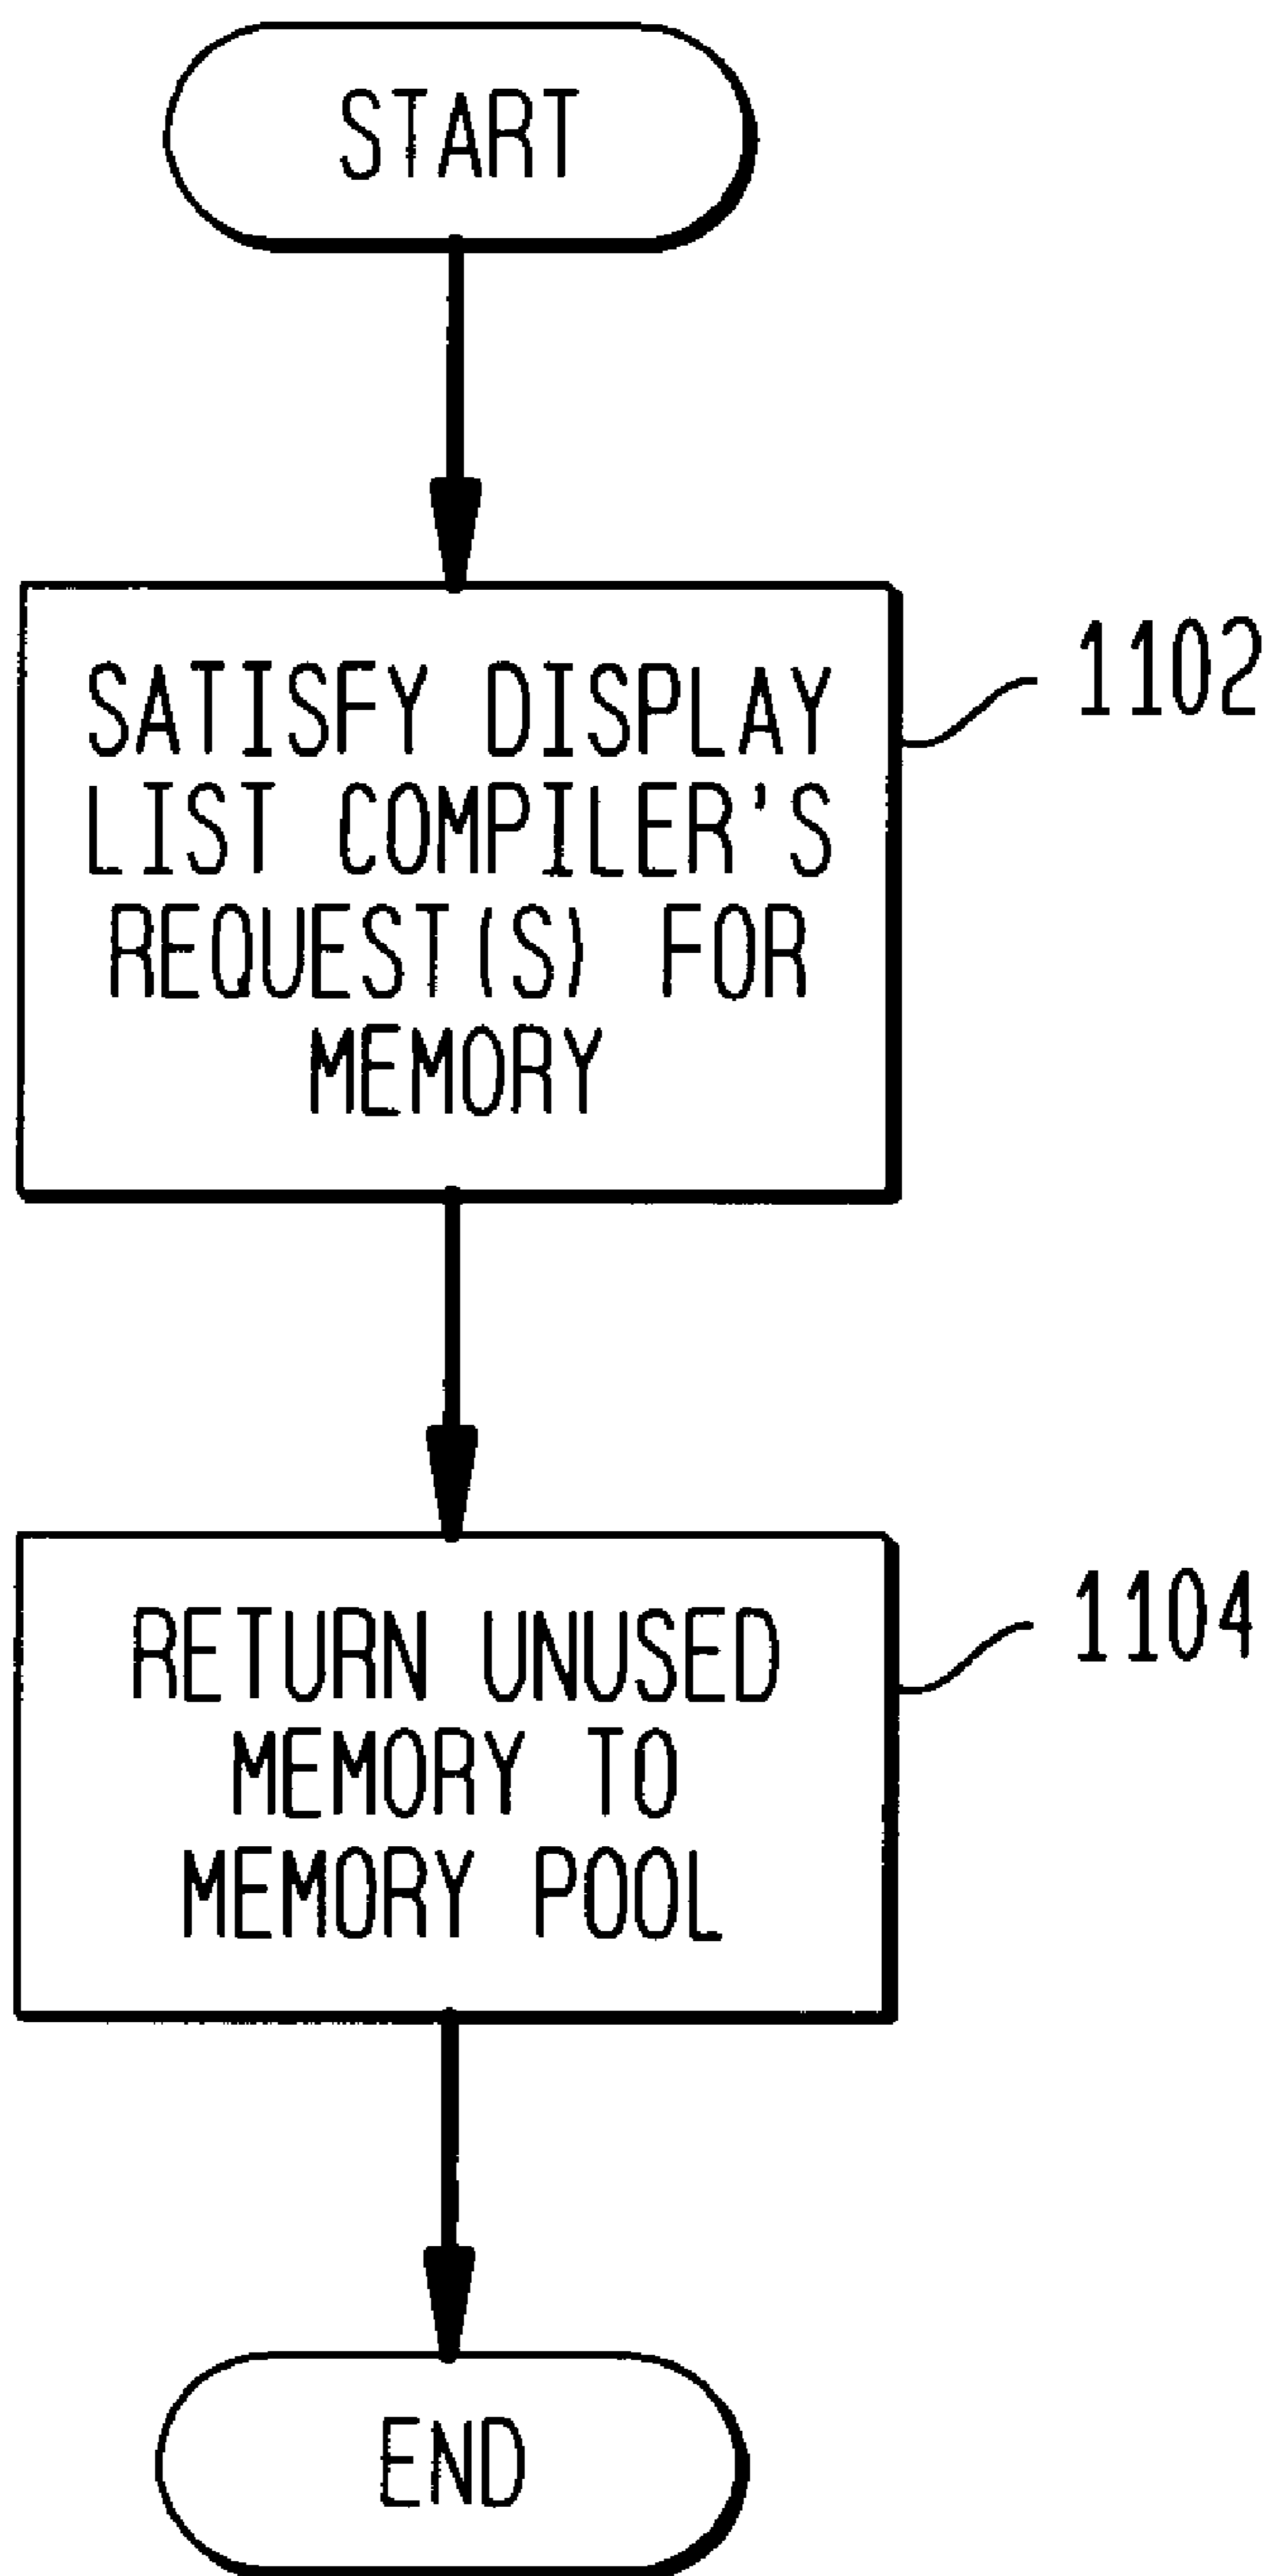 START
SATISFY DISPLAY
LIST COMPILER'S
REQUEST(S) FOR
MEMORY
1102
RETURN UNUSED
MEMORY TO
MEMORY POOL
1104
END